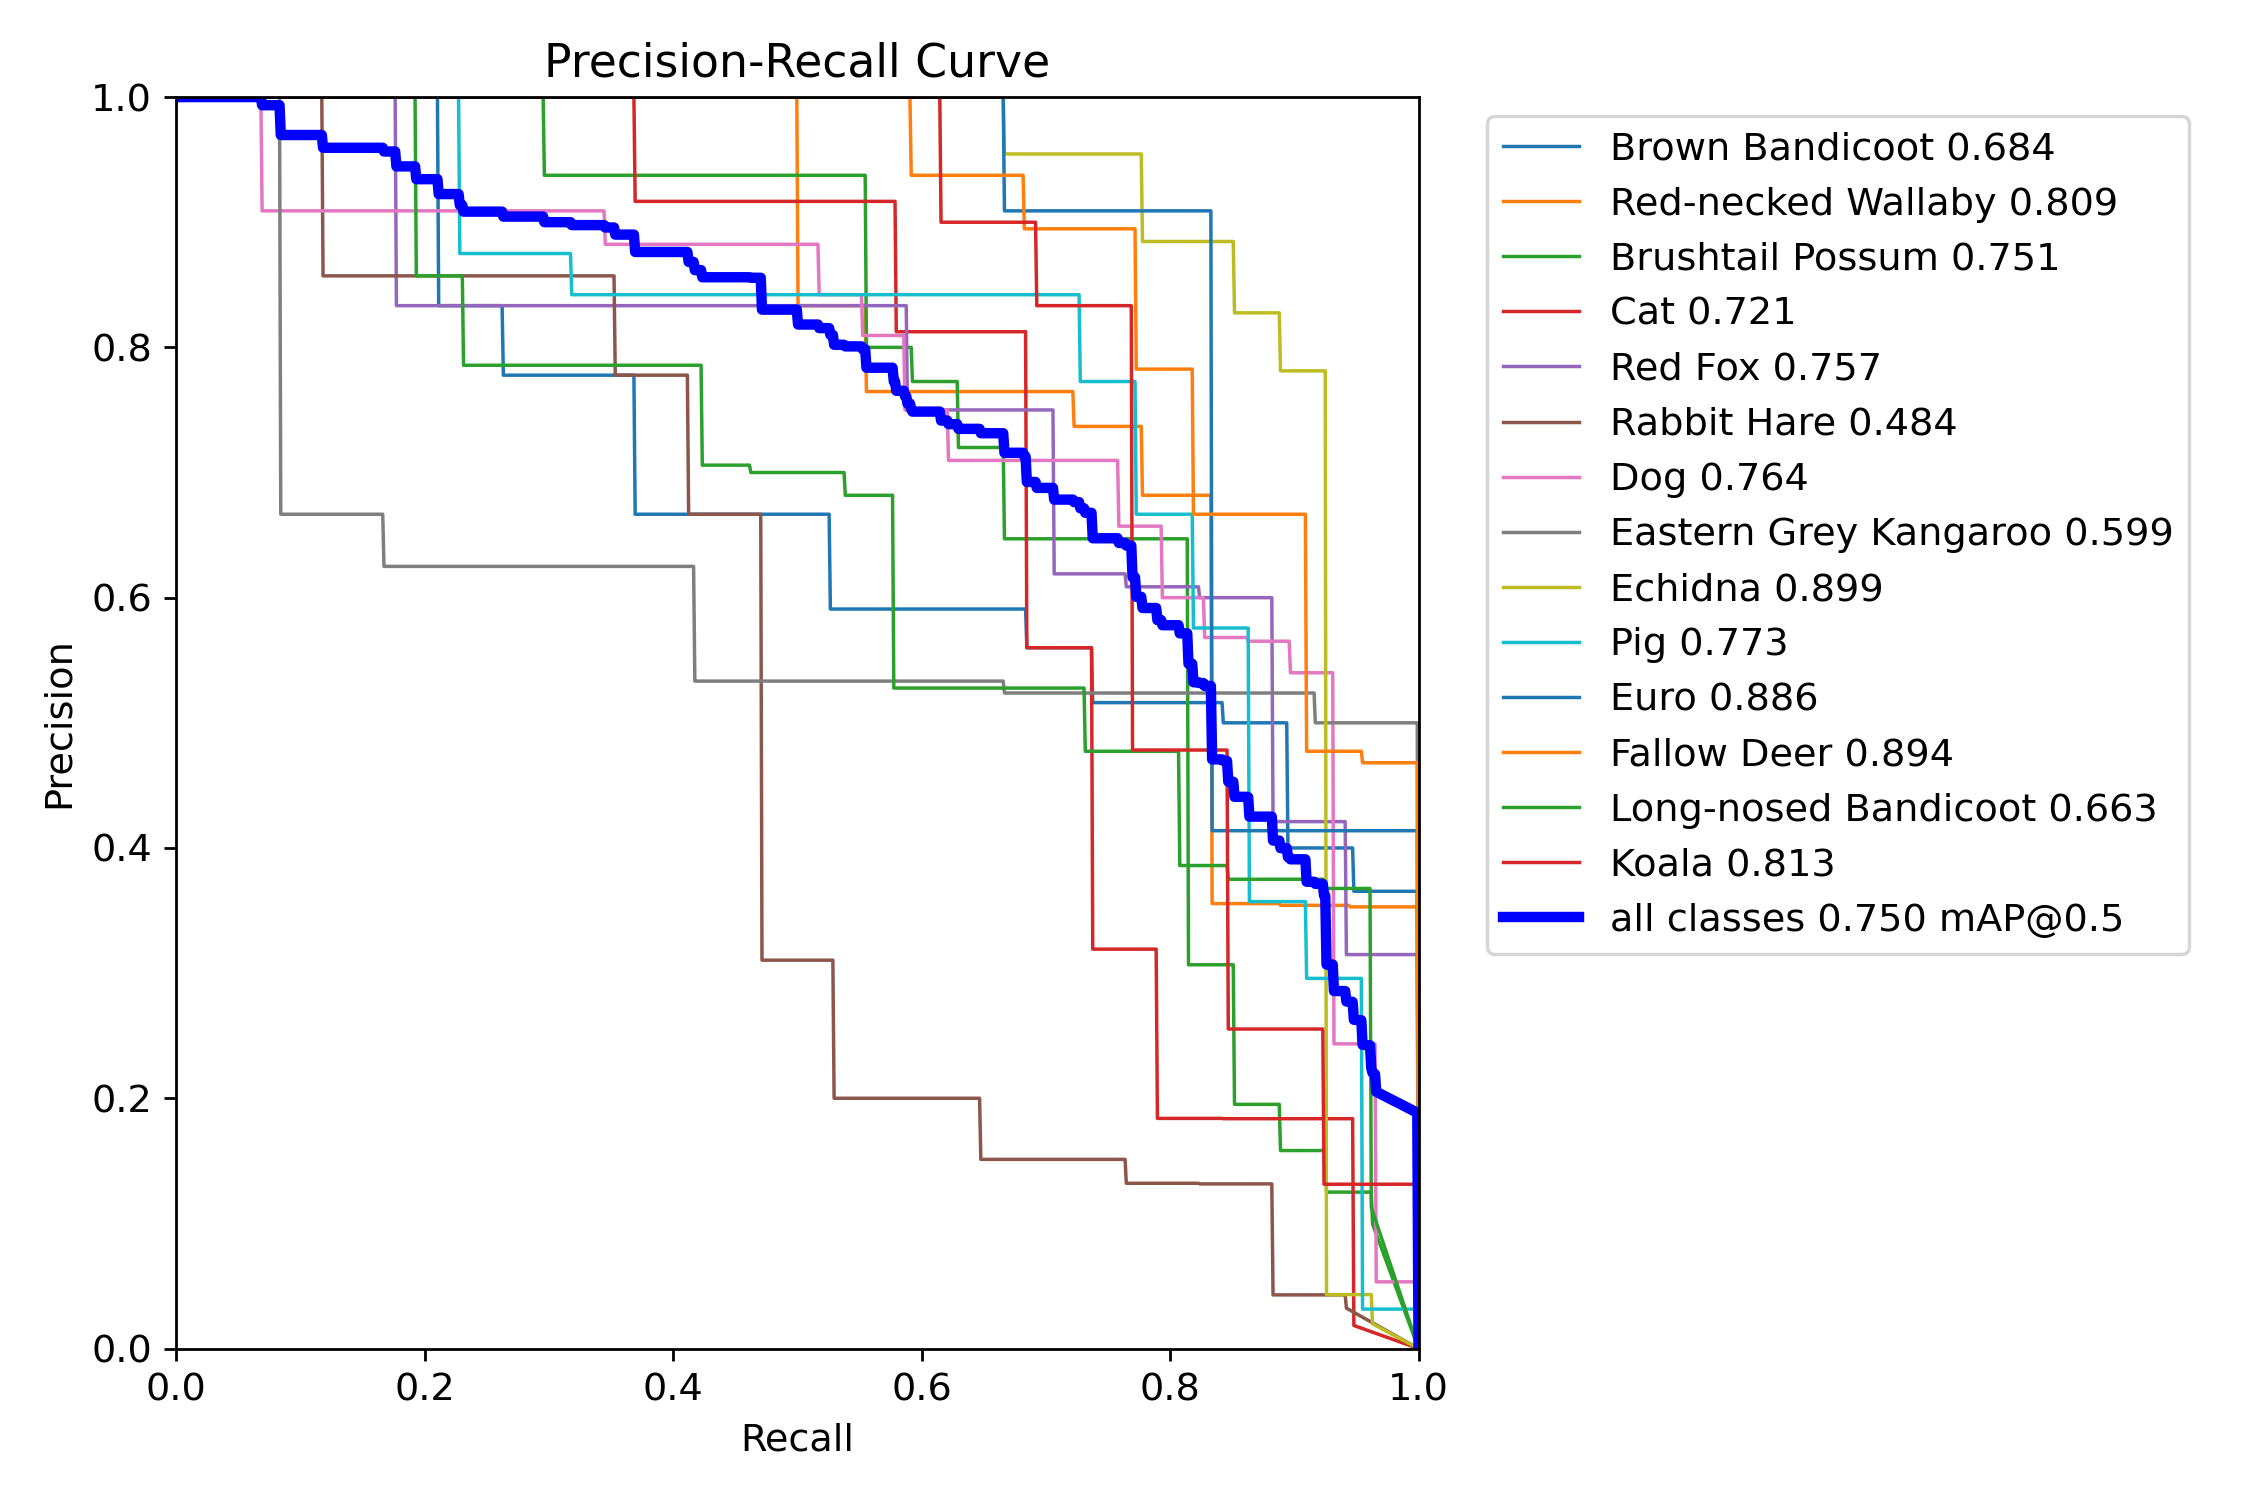 Precision-Recall Curve
1.0
0.8
0.6
0.4
0.2
0.0
Precision
0.0 0.2 0.4 0.6 0.8 1.0
Recall
Brown Bandicoot 0.684
Red-necked Wallaby 0.809
Brushtail Possum 0.751
Cat 0.721
Red Fox 0.757
Rabbit Hare 0.484
Dog 0.764
Eastern Grey Kangaroo 0.599
Echidna 0.899
Pig 0.773
Euro 0.886
Fallow Deer 0.894
Long-nosed Bandicoot 0.663
Koala 0.813
all classes 0.750 mAP@0.5